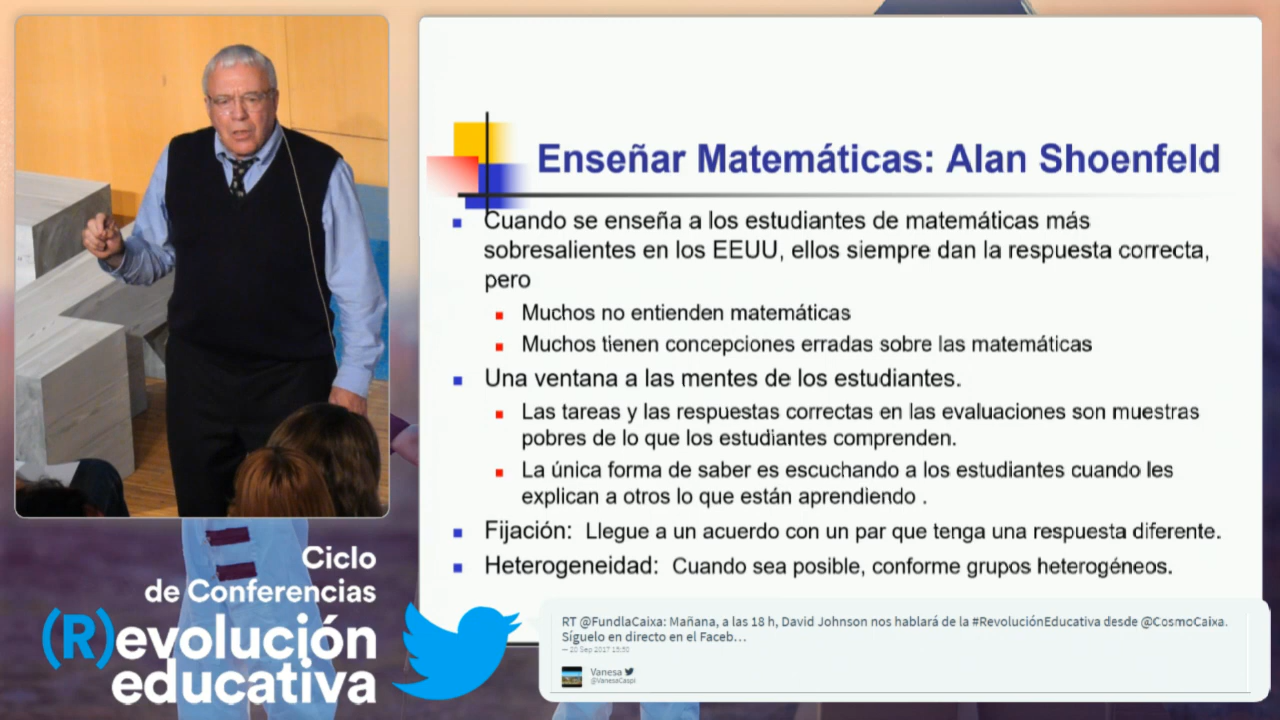 Enseñar Matemáticas: Alan Shoenfeld
Cuando se enseña a los estudiantes de matemáticas más
sobresalientes en los EEUU, ellos siempre dan la respuesta correcta,
pero
Muchos no entienden matemáticas
Muchos tienen concepciones erradas sobre las matemáticas
Una ventana a las mentes de los estudiantes.
Las tareas y las respuestas correctas en las evaluaciones son muestras
pobres de lo que los estudiantes comprenden.
La única forma de saber es escuchando a los estudiantes cuando les
explican a otros lo que están aprendiendo .
Fijación: Llegue a un acuerdo con un par que tenga una respuesta diferente.
Heterogeneidad: Cuando sea posible, conforme grupos heterogéneos.
Ciclo
de Conferencias
(R)evolución
educativa
RT @FundlaCaixa: Mañana, a las 18 h, David Johnson nos hablará de la #RevoluciónEducativa desde @CosmoCaixa.
Síguelo en directo en el Faceb…
— 20 Sep 2017
Vanesa
@VanesaCaspi